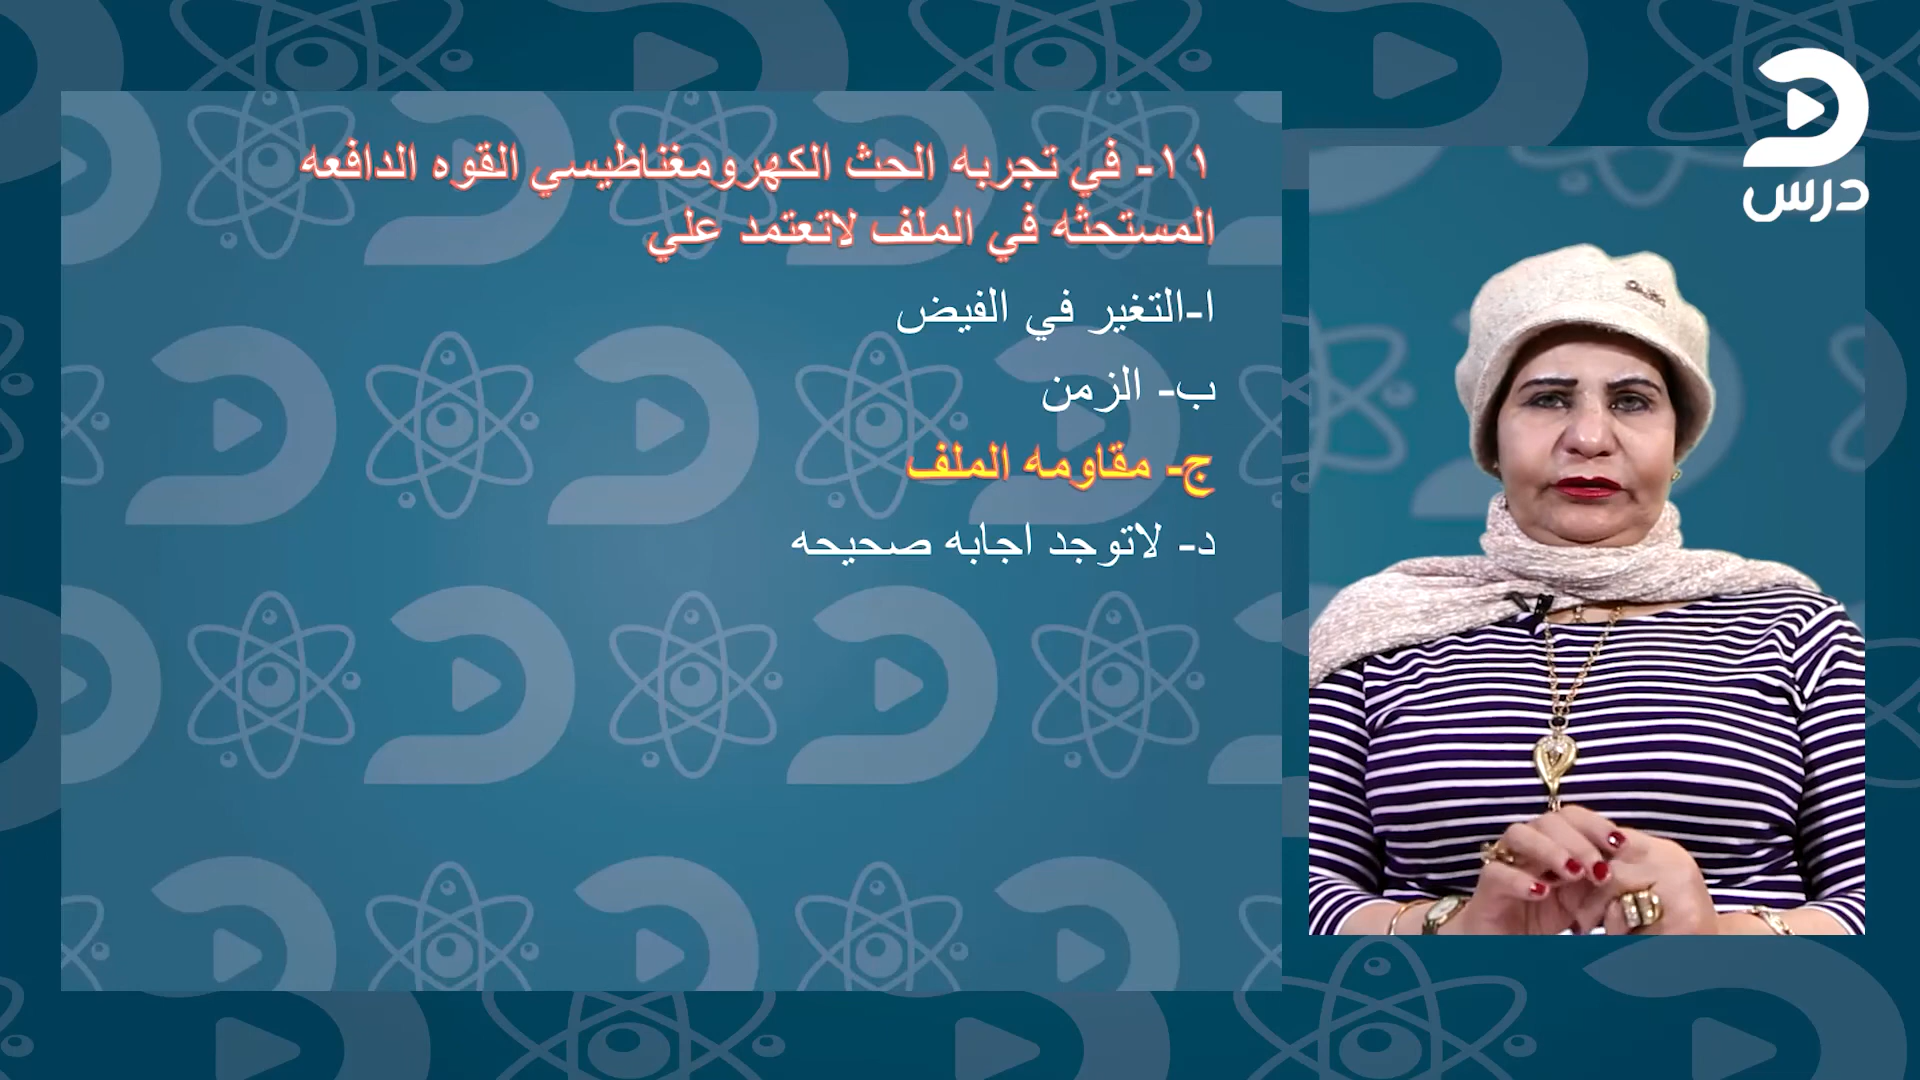 ١١- في تجربه الحث الكهرومغناطيسي القوه الدافعه
المستحثه في الملف لاتعتمد علي
ا-التغير في الفيض
ب- الزمن
ج- مقاومه الملف
د- لاتوجد اجابه صحيحه
درس